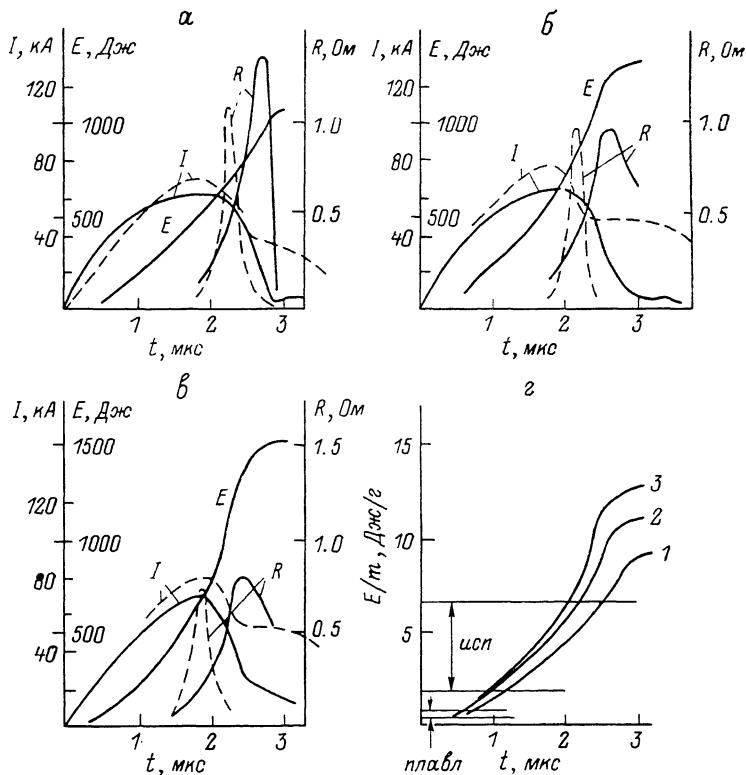 а
I, кА E, Дж R, Ом
120
1000 1.0
80
500 0.5
40
I E R
1 2 3
t, мкс
б
I, кА E, Дж R, Ом
120
1000 1.0
80
500 0.5
40
I E R
1 2 3
t, мкс
в
I, кА E, Дж R, Ом
1500 1.5
120
1000 1.0
80
500 0.5
40
I E R
1 2 3
t, мкс
г
E/m, Дж/г
15
10
5
3
2
1
исп
плавл
1 2 3
t, мкс